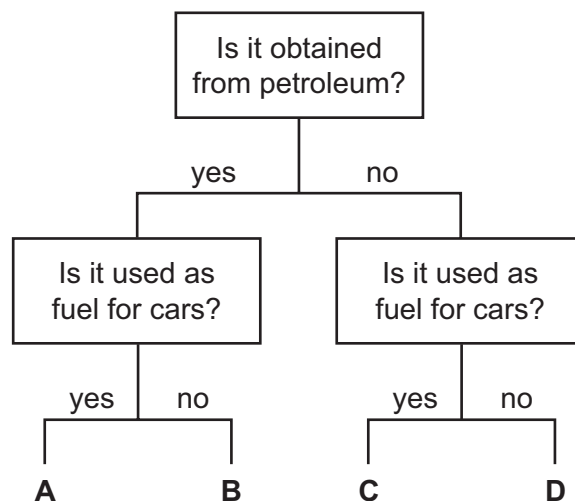 Is it obtained
from petroleum?
yes no
Is it used as
fuel for cars?
Is it used as
fuel for cars?
yes no
yes no
A B C D